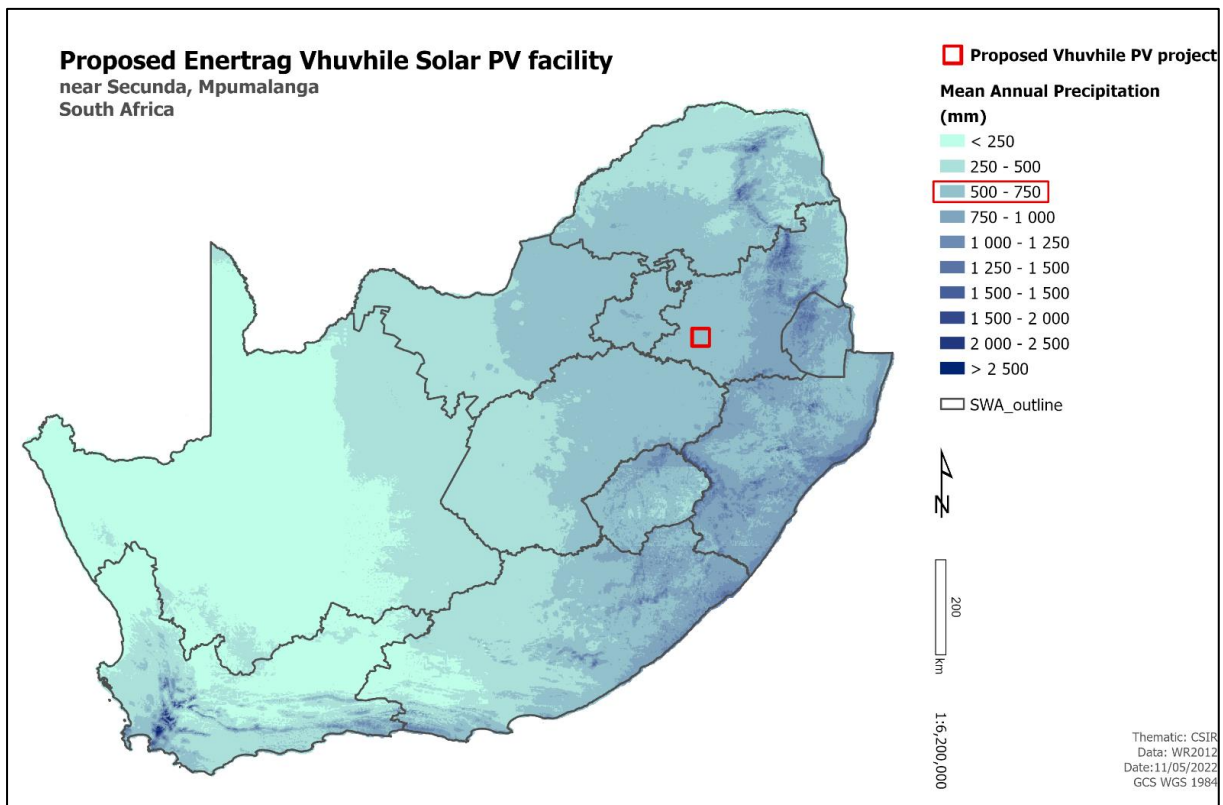 Proposed Enertrag Vhuvhile Solar PV facility
near Secunda, Mpumalanga
South Africa
Proposed Vhuvhile PV project
Mean Annual Precipitation
(mm)
< 250
250 - 500
500 - 750
750 - 1 000
1 000 - 1 250
1 250 - 1 500
1 500 - 1 500
1 500 - 2 000
2 000 - 2 500
> 2 500
SWA_outline
N
200
km
1:6,200,000
Thematic: CSIR
Data: WR2012
Date:11/05/2022
GCS WGS 1984